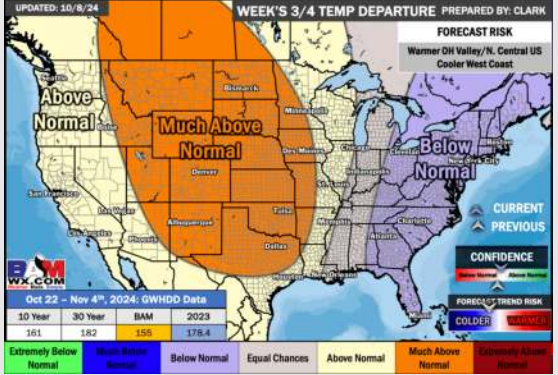 UPDATED: 10/8/24
WEEK'S 3/4 TEMP DEPARTURE PREPARED BY: CLARK
FORECAST RISK
Warmer OH Valley/N. Central US
Cooler West Coast
Seattle
Above
Normal
Boise
Bismarck
Minneapolis
Much Above
Normal
Des Moines
Chicago
Cleveland
Below
Normal
Boston
New York City
Indianapolis
Denver
St. Louis
San Francisco
Las Vegas
Los Angeles
Phoenix
Albuquerque
Tulsa
Memphis
Charlotte
Dallas
Atlanta
Houston
New Orleans
Miami
CURRENT
PREVIOUS
CONFIDENCE
Below Normal
Above Normal
FORECAST TREND RISK
COLDER
WARMER
BAM
WX.COM
Oct 22 – Nov 4th, 2024: GWHDD Data
10 Year 30 Year BAM 2023
161 182 155 178.4
Extremely Below Normal
Much Below Normal
Below Normal
Equal Chances
Above Normal
Much Above Normal
Extremely Above Normal